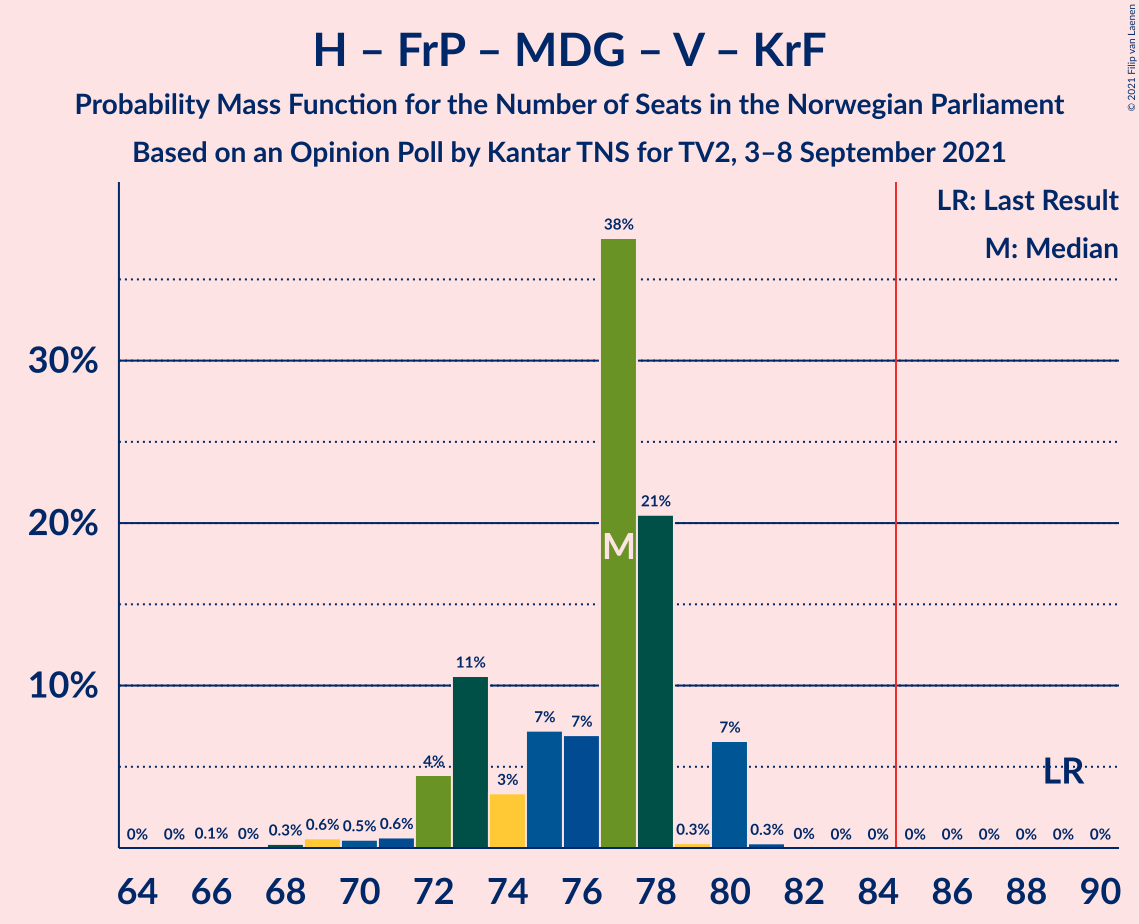 H – FrP – MDG – V – KrF
Probability Mass Function for the Number of Seats in the Norwegian Parliament
Based on an Opinion Poll by Kantar TNS for TV2, 3–8 September 2021
© 2021 Filip van Laenen
LR: Last Result
M: Median
38%
30%
21%
20%
M
11%
10%
7% 7% 7%
4%
3%
LR
0% 0% 0.1% 0% 0.3% 0.6% 0.5% 0.6% 0.3% 0.3% 0% 0% 0% 0% 0% 0% 0% 0% 0%
64 66 68 70 72 74 76 78 80 82 84 86 88 90